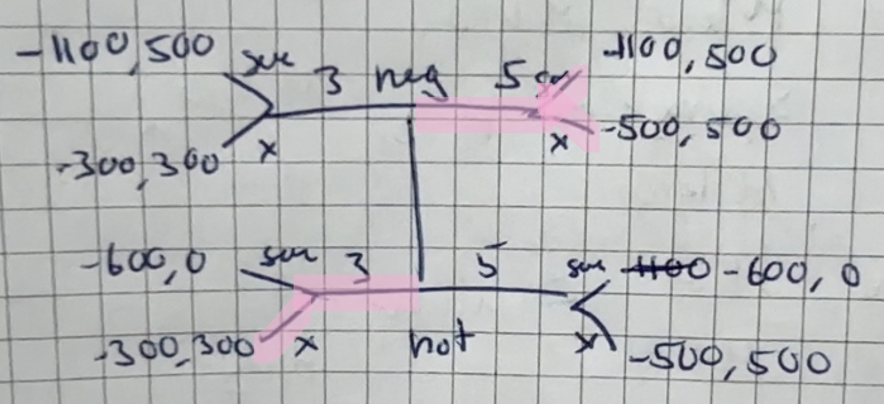 -1100,500 sue 3 neg 5 sue -1100,500
-300,300 x x -500,500
-600,0 sue 3 5 sue -600,0
-300,300 x not x -500,500